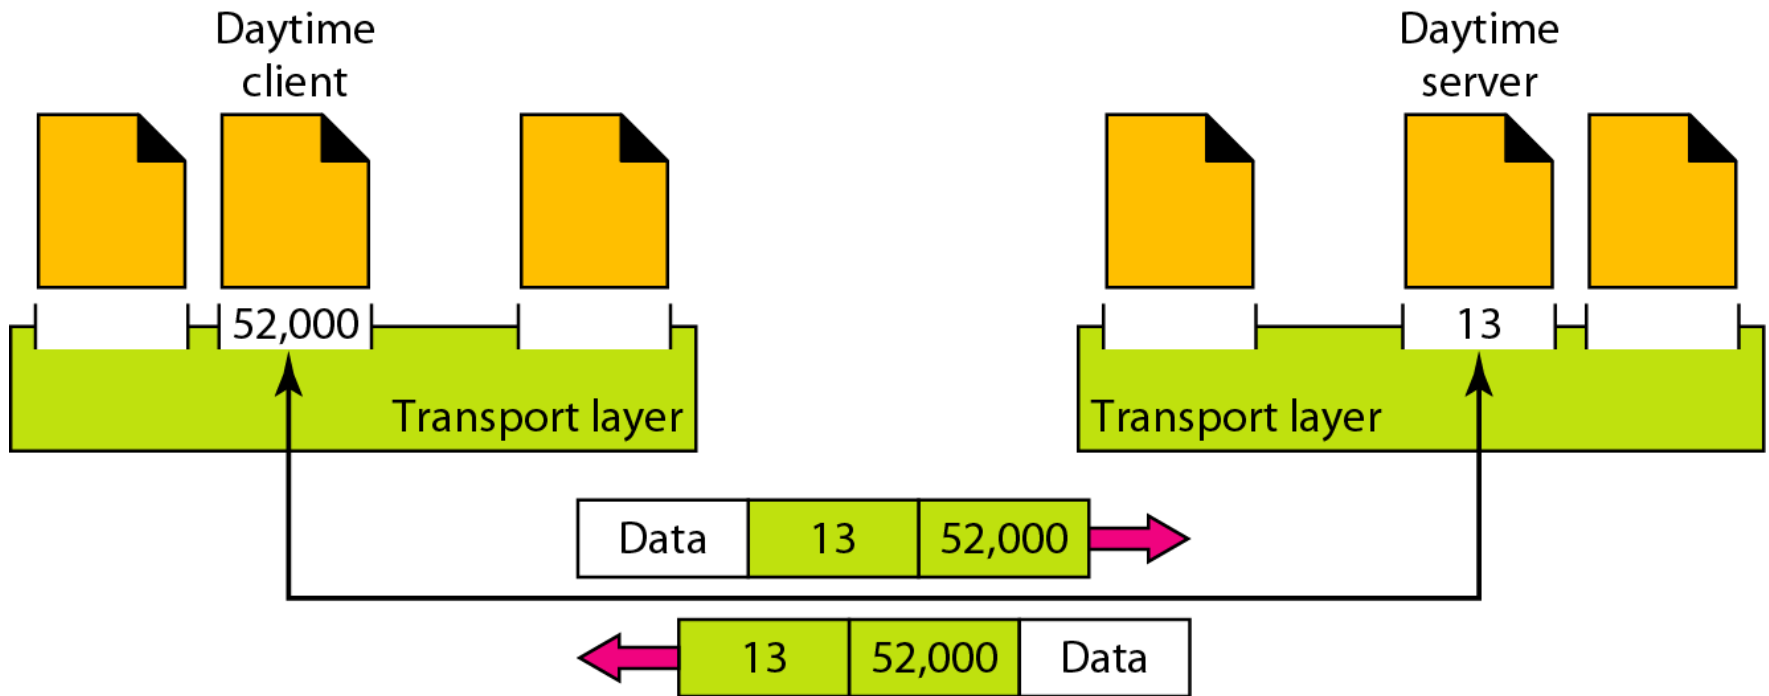 Daytime
client
Daytime
server
52,000
13
Transport layer
Transport layer
Data 13 52,000
13 52,000 Data